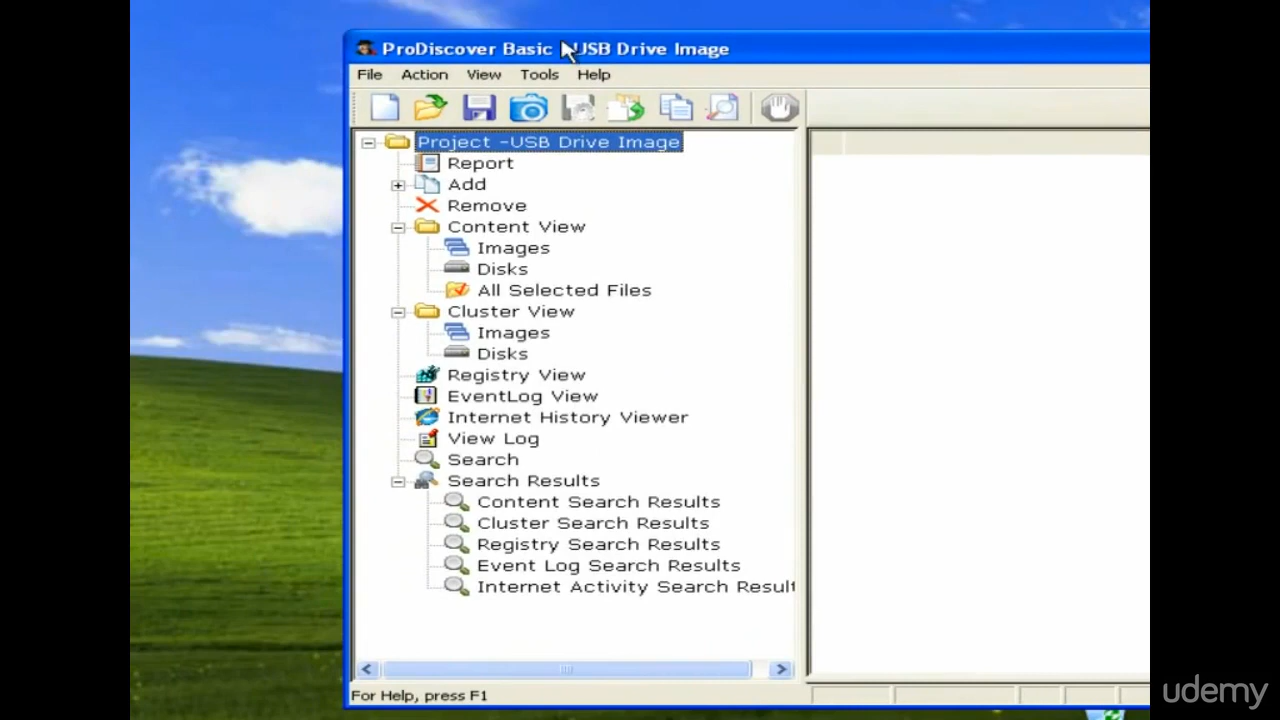 ProDiscover Basic - USB Drive Image
File Action View Tools Help
Project -USB Drive Image
Report
Add
Remove
Content View
Images
Disks
All Selected Files
Cluster View
Images
Disks
Registry View
EventLog View
Internet History Viewer
View Log
Search
Search Results
Content Search Results
Cluster Search Results
Registry Search Results
Event Log Search Results
Internet Activity Search Result
For Help, press F1
udemy